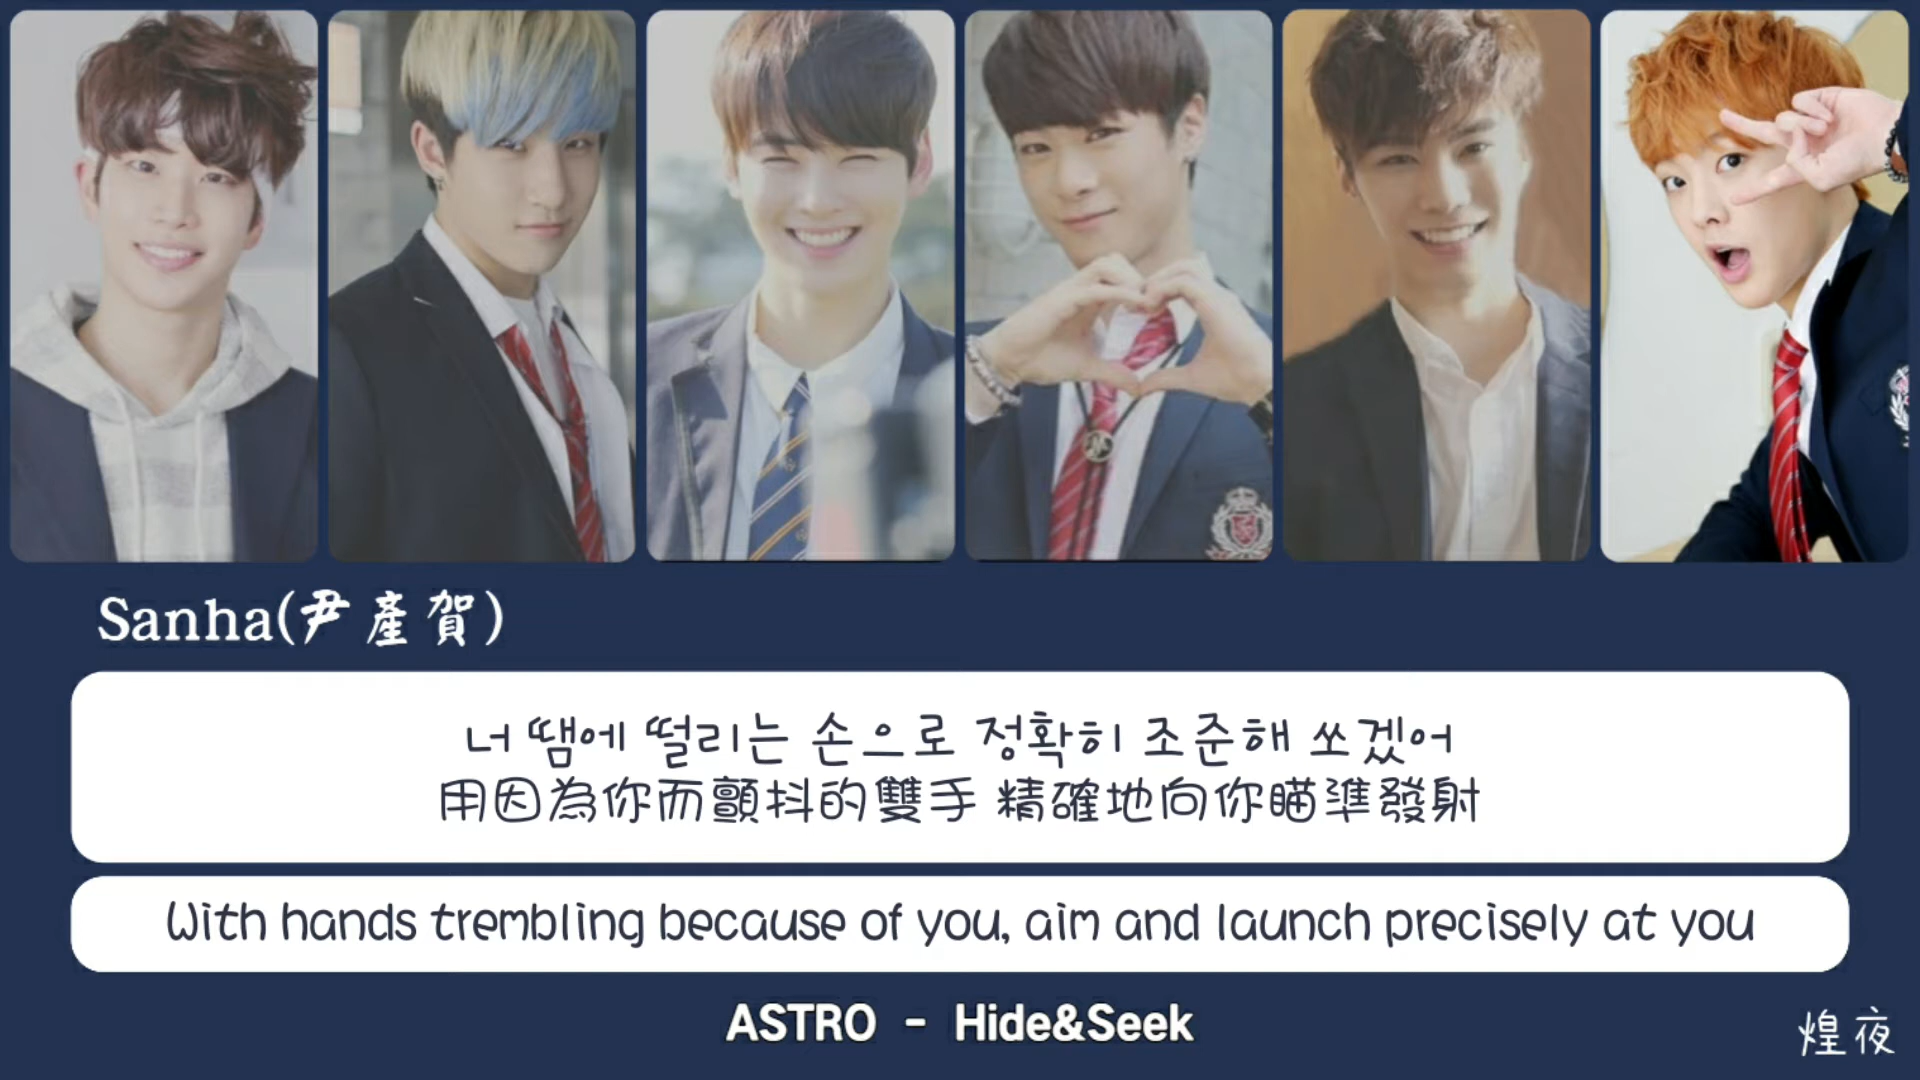 Sanha(尹產賀)
너 땜에 떨리는 손으로 정확히 조준해 쏘겠어
用因為你而顫抖的雙手 精確地向你瞄準發射
With hands trembling because of you, aim and launch precisely at you
ASTRO - Hide&Seek
煌夜